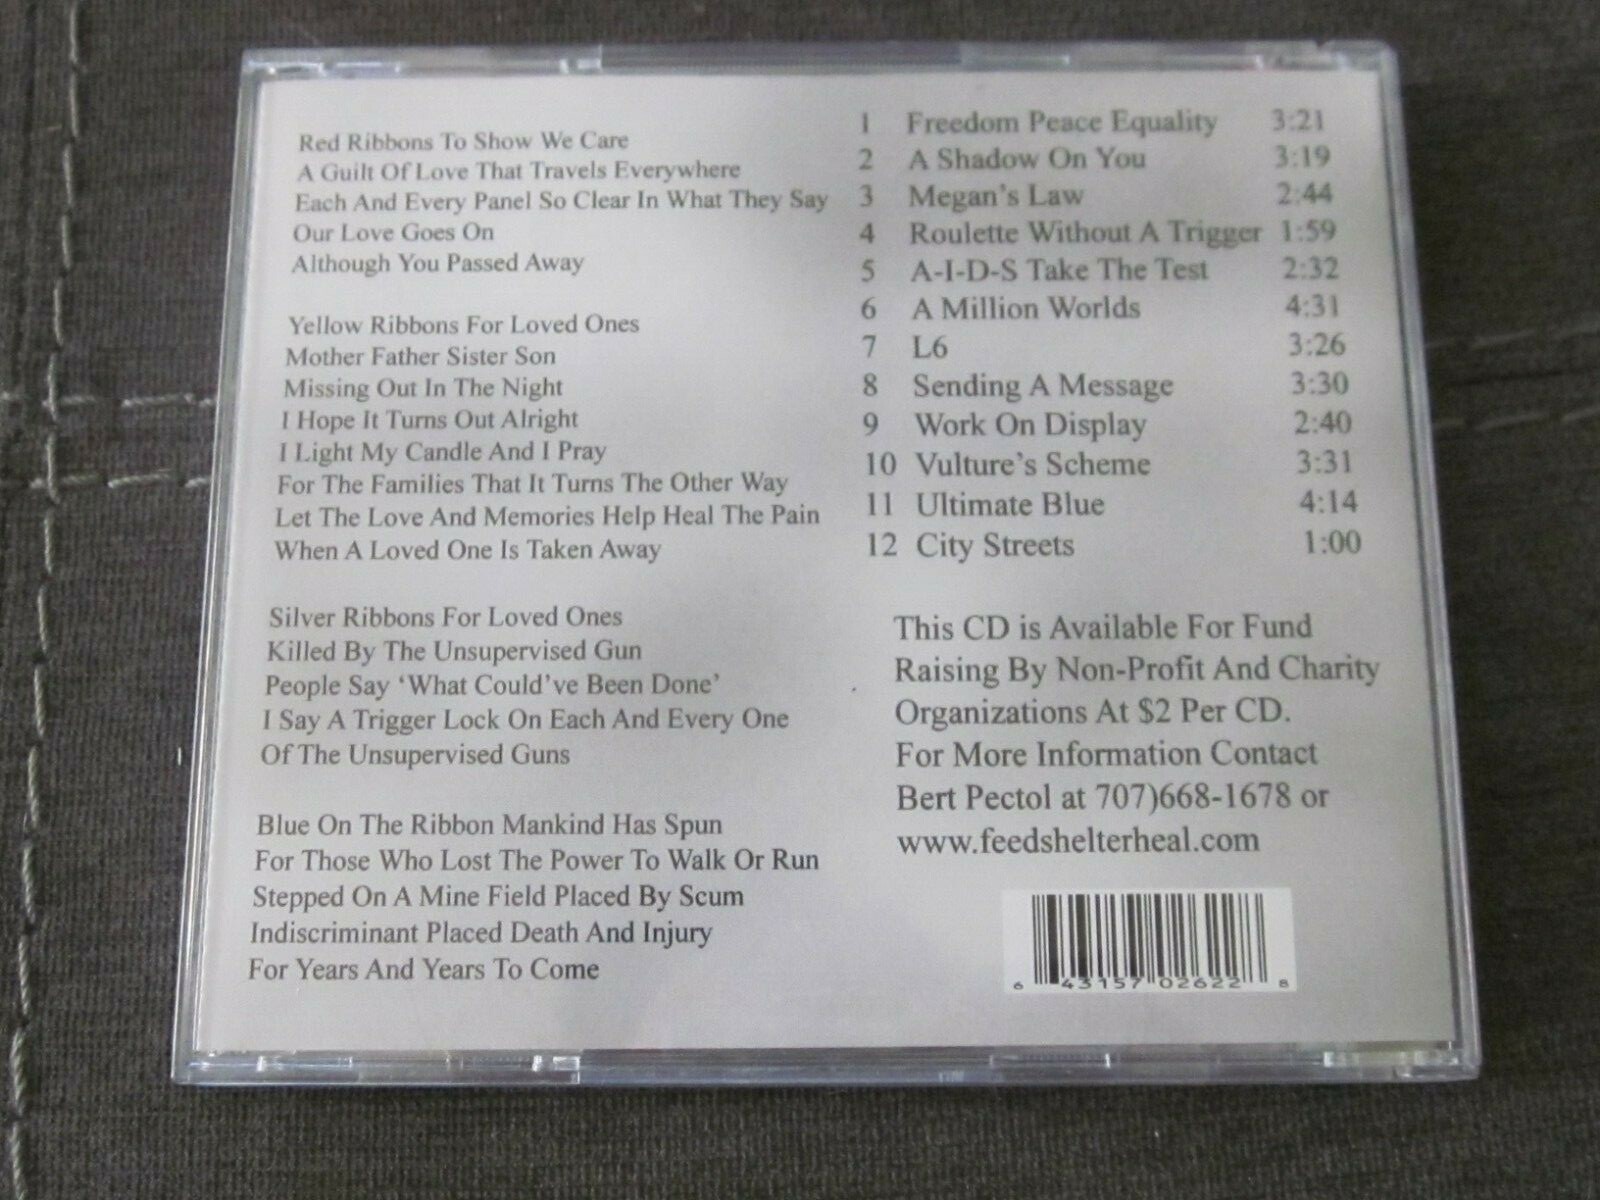 Red Ribbons To Show We Care
A Guilt Of Love That Travels Everywhere
Each And Every Panel So Clear In What They Say
Our Love Goes On
Although You Passed Away
Yellow Ribbons For Loved Ones
Mother Father Sister Son
Missing Out In The Night
I Hope It Turns Out Alright
I Light My Candle And I Pray
For The Families That It Turns The Other Way
Let The Love And Memories Help Heal The Pain
When A Loved One Is Taken Away
Silver Ribbons For Loved Ones
Killed By The Unsupervised Gun
People Say ‘What Could’ve Been Done’
I Say A Trigger Lock On Each And Every One
Of The Unsupervised Guns
Blue On The Ribbon Mankind Has Spun
For Those Who Lost The Power To Walk Or Run
Stepped On A Mine Field Placed By Scum
Indiscriminant Placed Death And Injury
For Years And Years To Come
1 Freedom Peace Equality 3:21
2 A Shadow On You 3:19
3 Megan’s Law 2:44
4 Roulette Without A Trigger 1:59
5 A-I-D-S Take The Test 2:32
6 A Million Worlds 4:31
7 L6 3:26
8 Sending A Message 3:30
9 Work On Display 2:40
10 Vulture’s Scheme 3:31
11 Ultimate Blue 4:14
12 City Streets 1:00
This CD is Available For Fund
Raising By Non-Profit And Charity
Organizations At $2 Per CD.
For More Information Contact
Bert Pectol at 707)668-1678 or
www.feedshelterheal.com
6 43157 02622 8